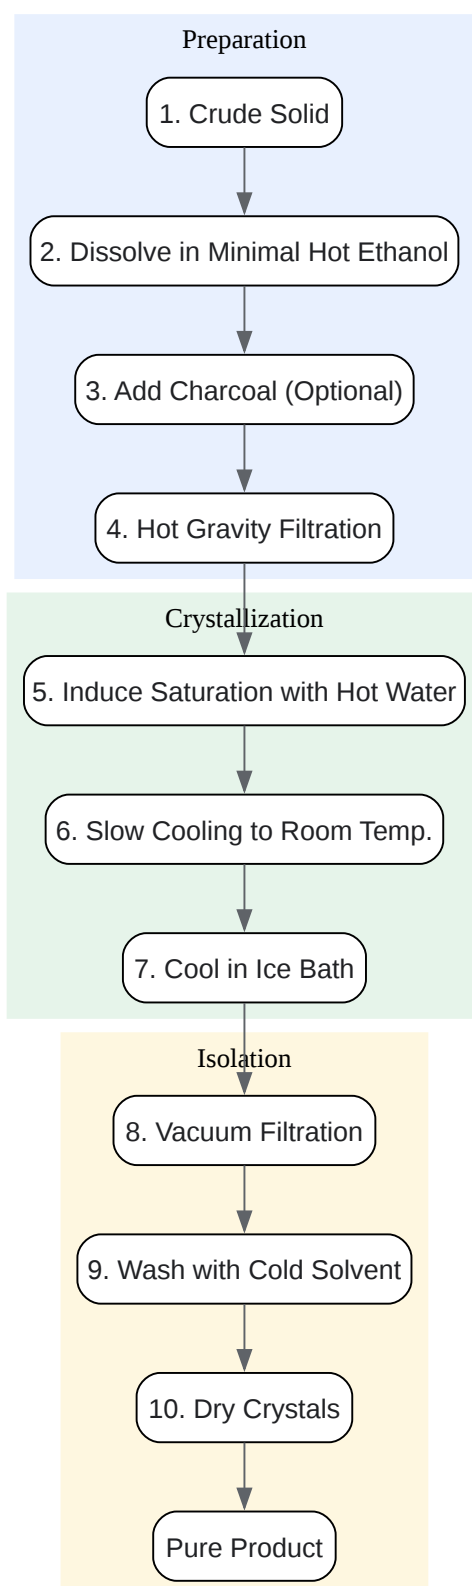 Preparation
1. Crude Solid
2. Dissolve in Minimal Hot Ethanol
3. Add Charcoal (Optional)
4. Hot Gravity Filtration
Crystallization
5. Induce Saturation with Hot Water
6. Slow Cooling to Room Temp.
7. Cool in Ice Bath
Isolation
8. Vacuum Filtration
9. Wash with Cold Solvent
10. Dry Crystals
Pure Product